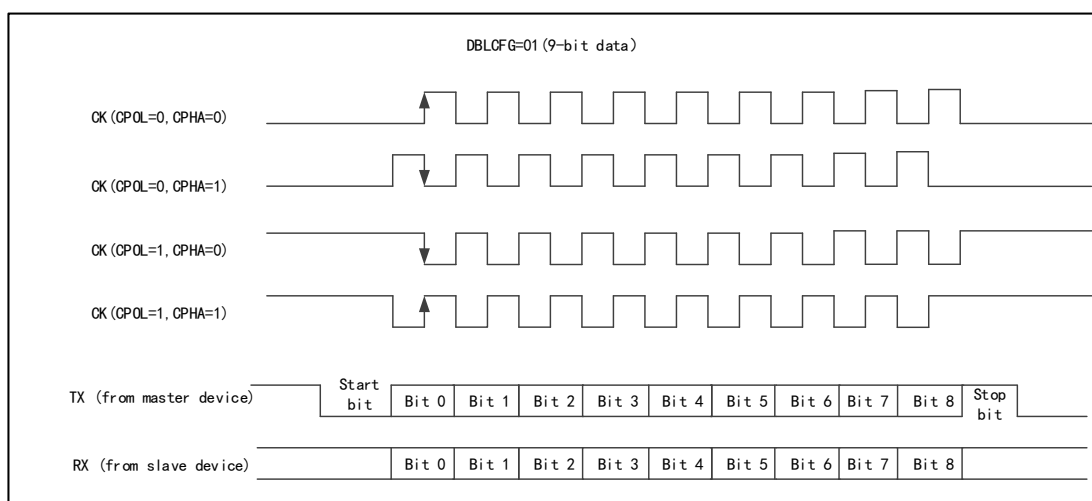 DBLCFG=01(9-bit data)
CK(CPOL=0,CPHA=0)
CK(CPOL=0,CPHA=1)
CK(CPOL=1,CPHA=0)
CK(CPOL=1,CPHA=1)
TX (from master device) Start bit Bit 0 Bit 1 Bit 2 Bit 3 Bit 4 Bit 5 Bit 6 Bit 7 Bit 8 Stop bit
RX (from slave device) Bit 0 Bit 1 Bit 2 Bit 3 Bit 4 Bit 5 Bit 6 Bit 7 Bit 8